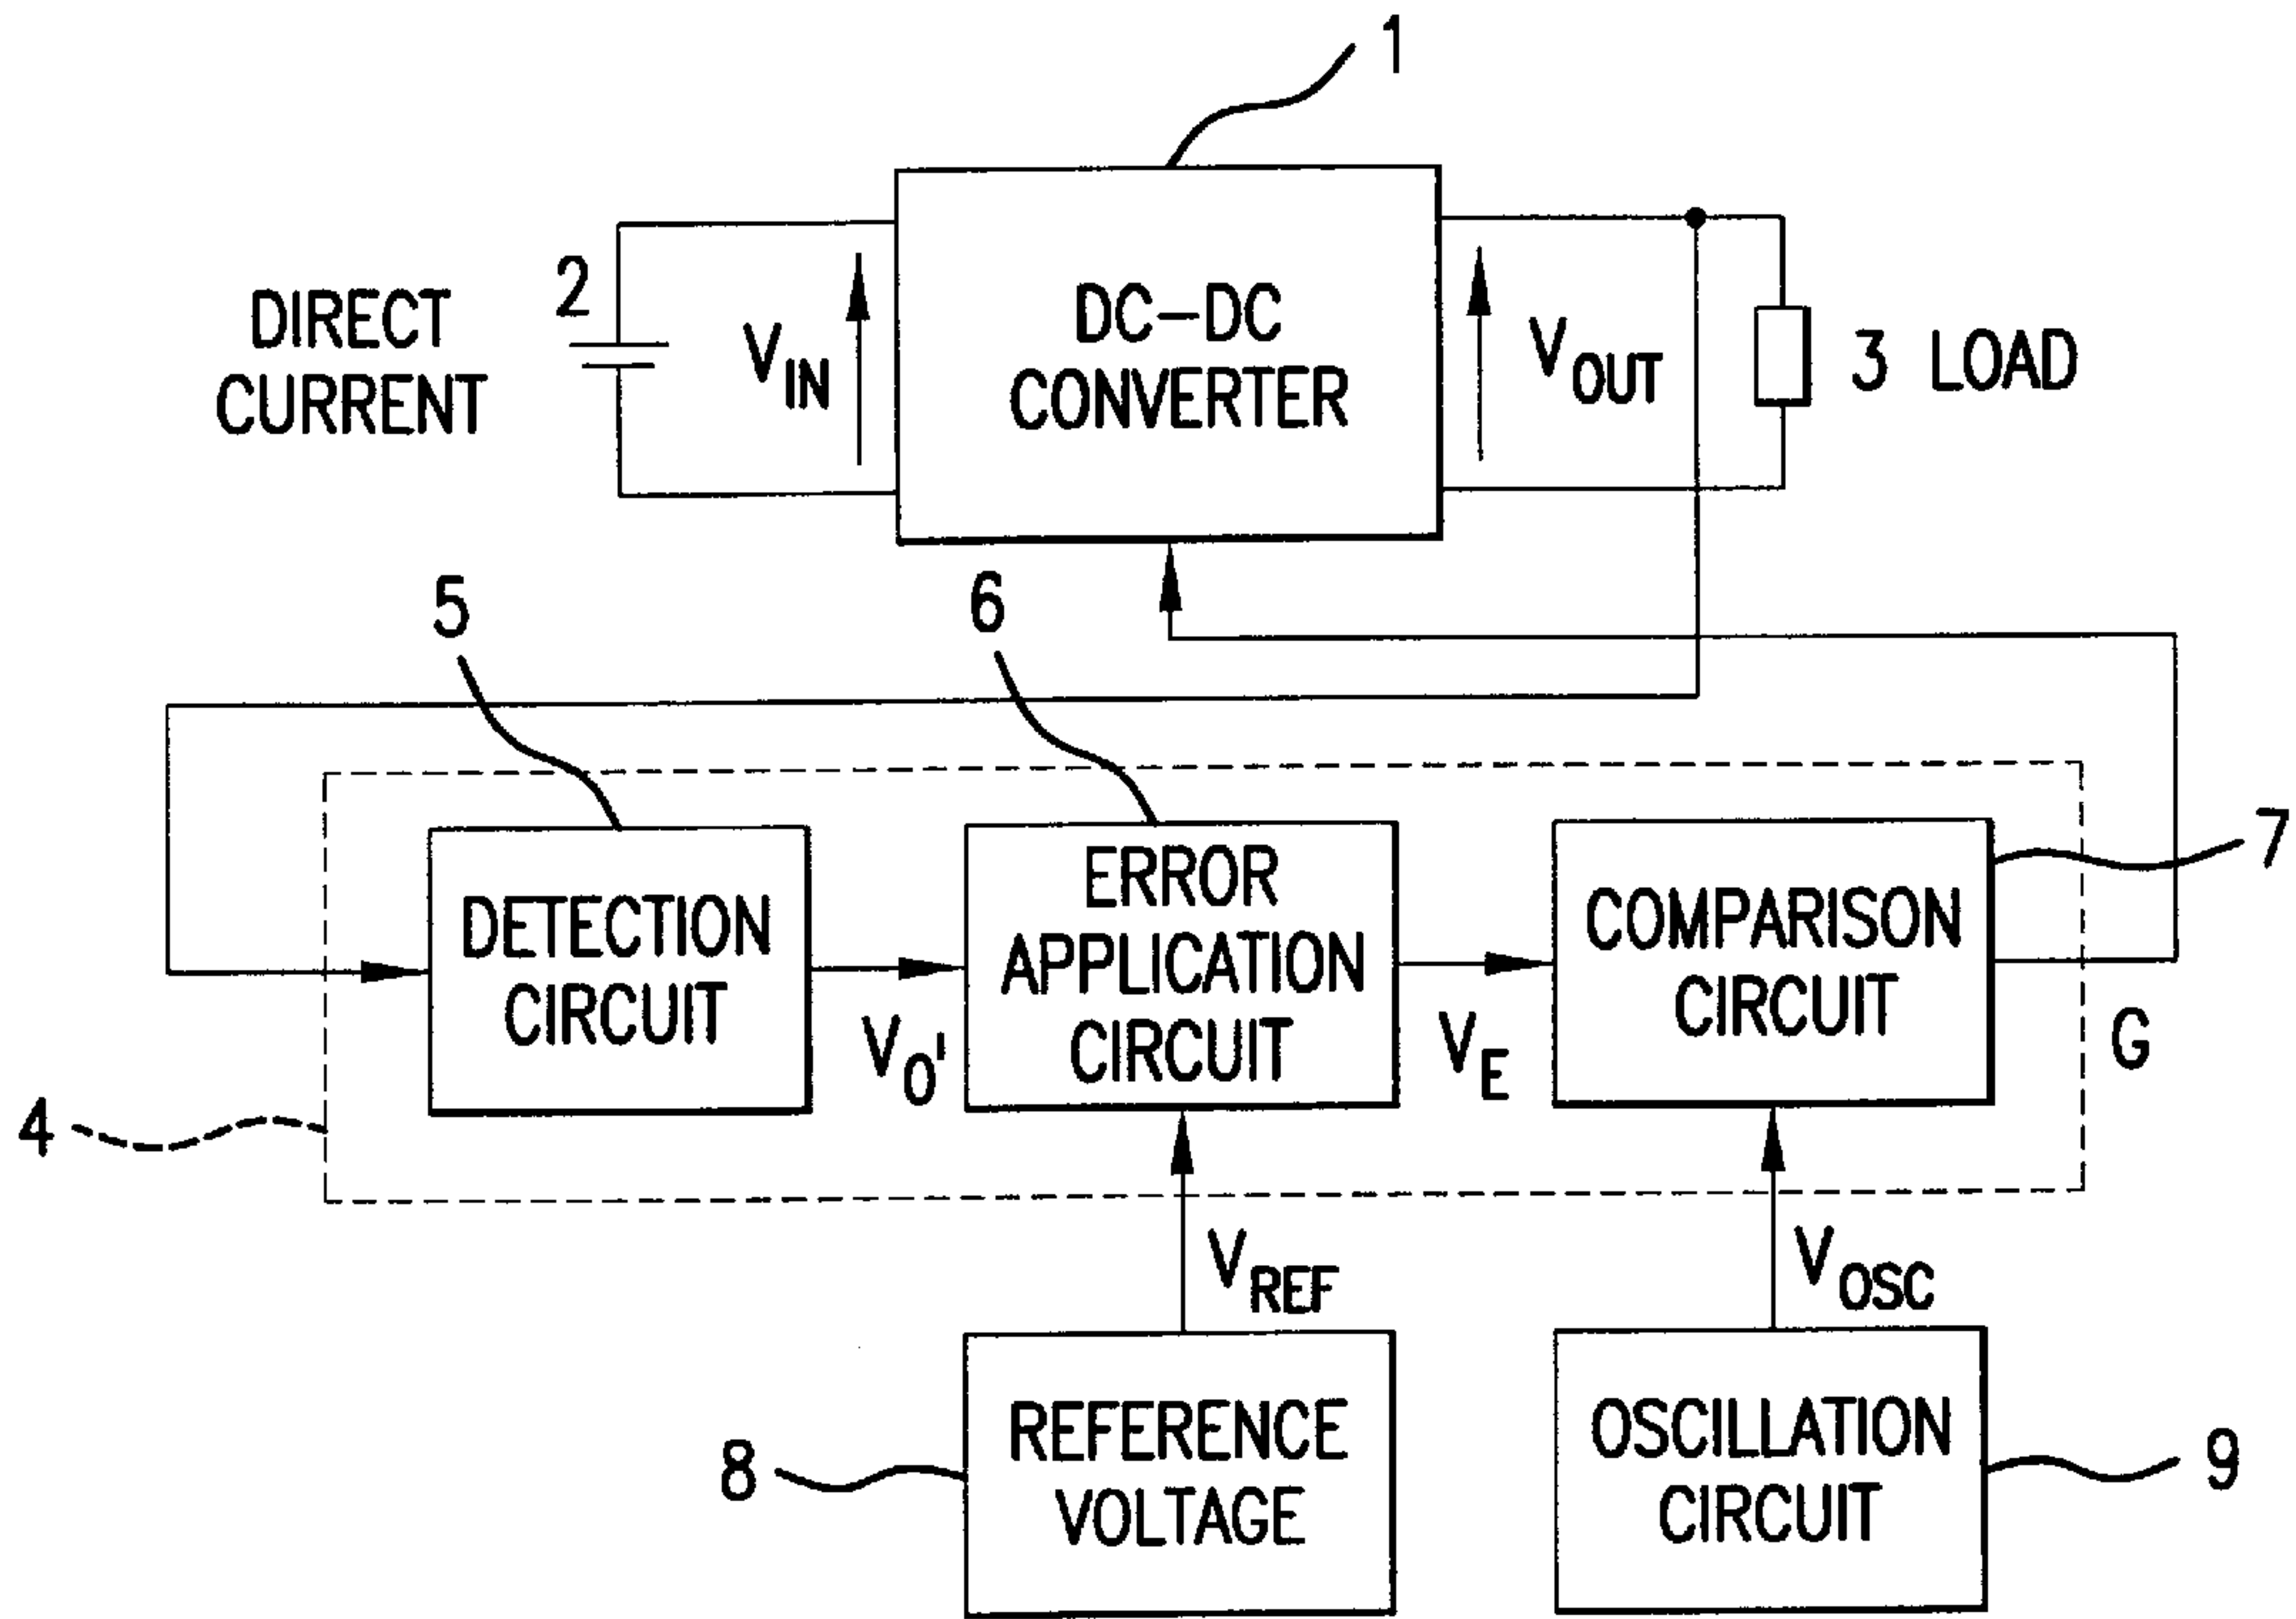 1
DIRECT
CURRENT
2
V_IN
DC–DC
CONVERTER
V_OUT
3 LOAD
5
6
7
DETECTION
CIRCUIT
V_O'
ERROR
APPLICATION
CIRCUIT
V_E
COMPARISON
CIRCUIT
G
4
V_REF
V_OSC
8
REFERENCE
VOLTAGE
OSCILLATION
CIRCUIT
9